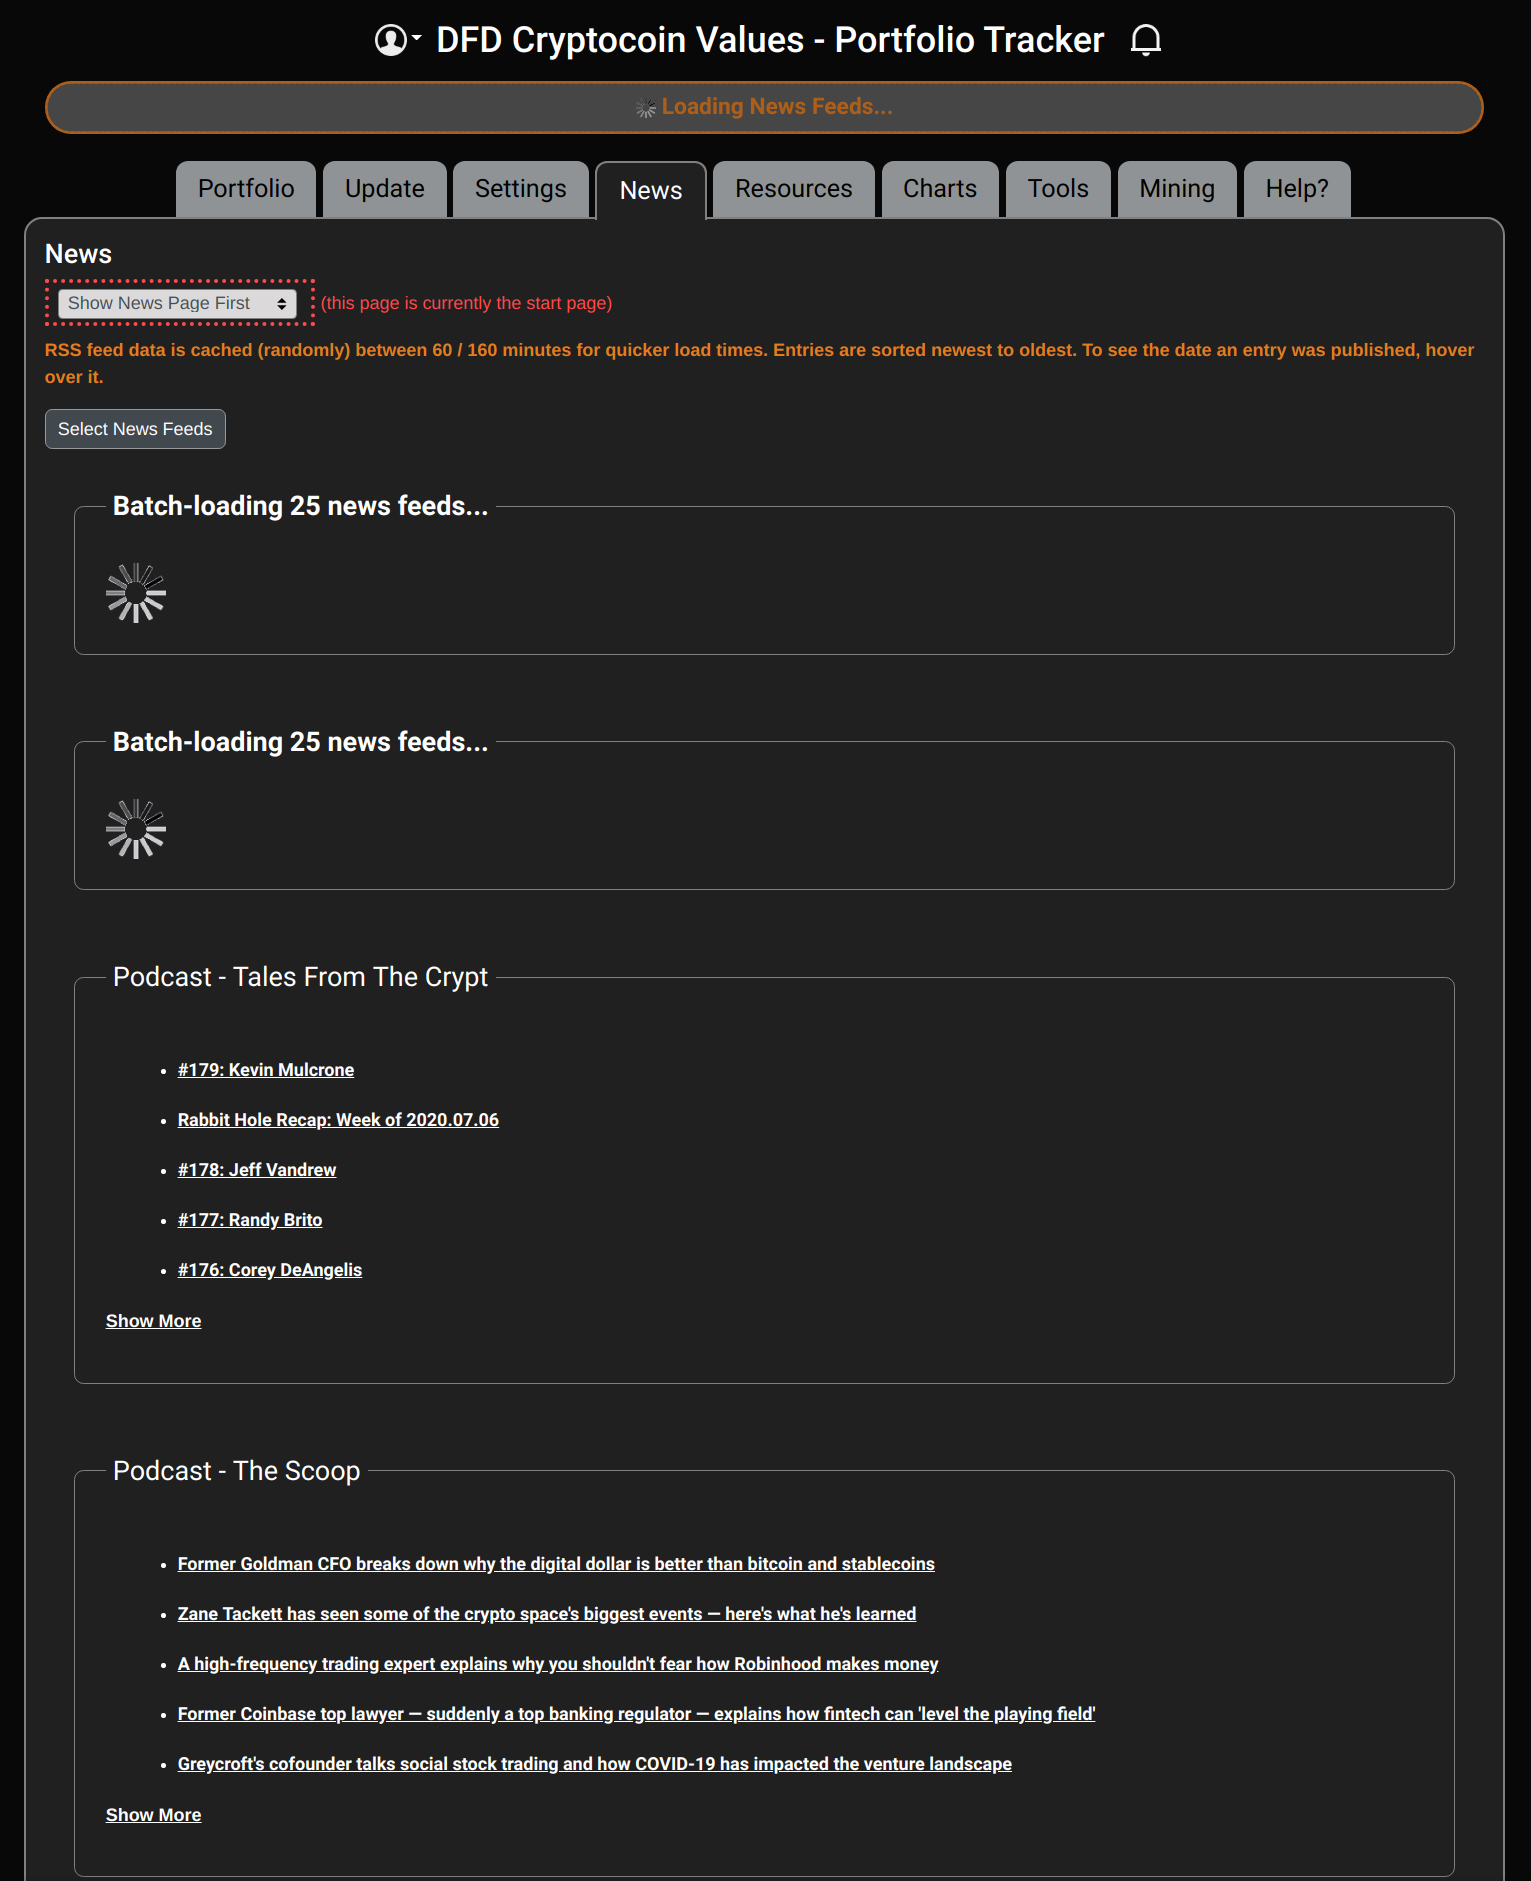 DFD Cryptocoin Values - Portfolio Tracker
Loading News Feeds...
Portfolio
Update
Settings
News
Resources
Charts
Tools
Mining
Help?
News
Show News Page First
(this page is currently the start page)
RSS feed data is cached (randomly) between 60 / 160 minutes for quicker load times. Entries are sorted newest to oldest. To see the date an entry was published, hover
over it.
Select News Feeds
Batch-loading 25 news feeds...
Batch-loading 25 news feeds...
Podcast - Tales From The Crypt
#179: Kevin Mulcrone
Rabbit Hole Recap: Week of 2020.07.06
#178: Jeff Vandrew
#177: Randy Brito
#176: Corey DeAngelis
Show More
Podcast - The Scoop
Former Goldman CFO breaks down why the digital dollar is better than bitcoin and stablecoins
Zane Tackett has seen some of the crypto space's biggest events — here's what he's learned
A high-frequency trading expert explains why you shouldn't fear how Robinhood makes money
Former Coinbase top lawyer — suddenly a top banking regulator — explains how fintech can 'level the playing field'
Greycroft's cofounder talks social stock trading and how COVID-19 has impacted the venture landscape
Show More